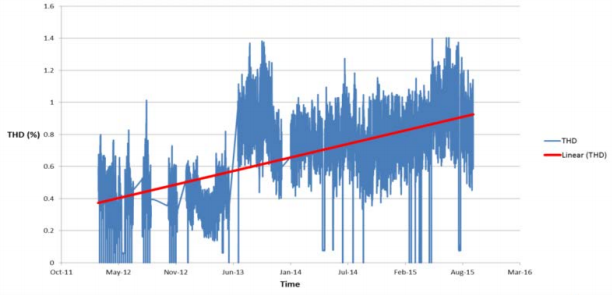 1.6
1.4
1.2
1
0.8
THD (%)
0.6
0.4
0.2
0
Oct-11 May-12 Nov-12 Jun-13 Jan-14 Jul-14 Feb-15 Aug-15 Mar-16
Time
THD
Linear (THD)